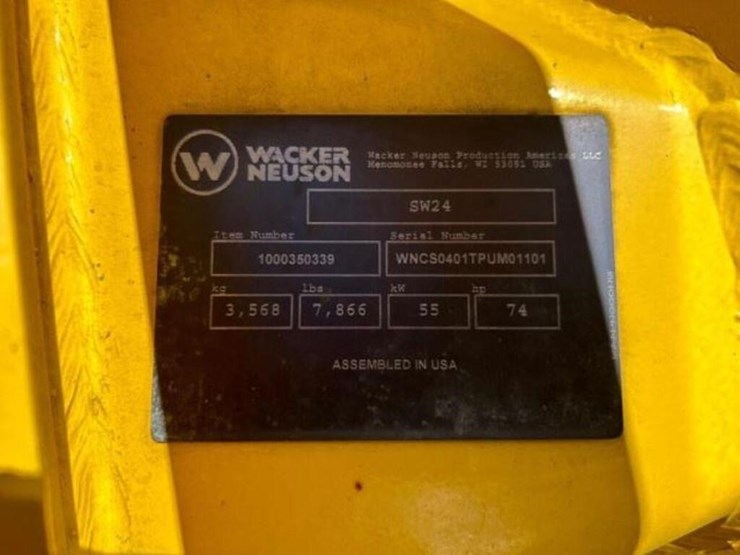 W WACKER NEUSON
Wacker Neuson Production Americas LLC
Menomonee Falls, WI 53051 USA
SW24
Item Number Serial Number
1000350339 WNCS0401TPUM01101
kg lbs kW hp
3,568 7,866 55 74
ASSEMBLED IN USA